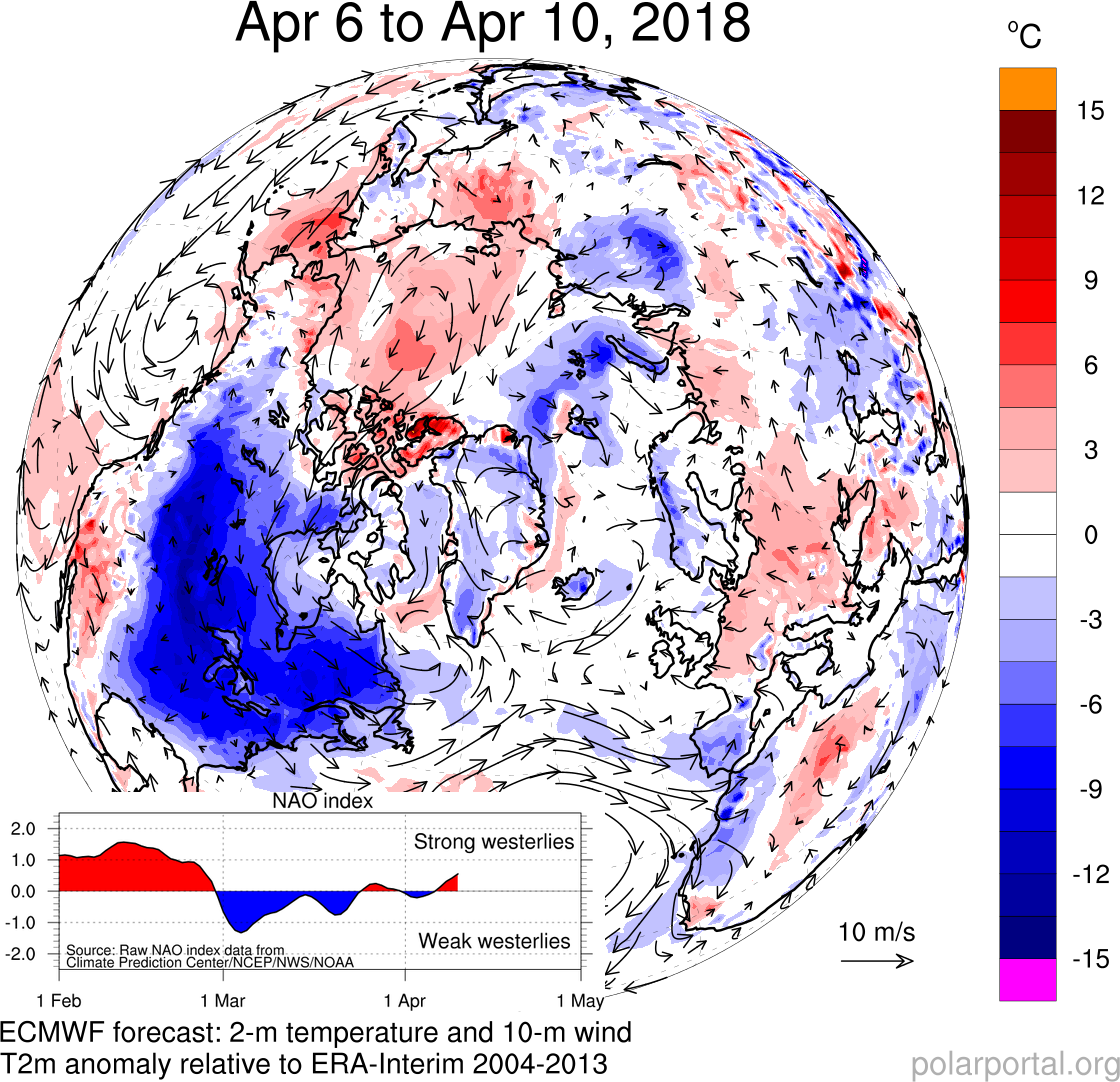 Apr 6 to Apr 10, 2018
oC
15
12
9
6
3
0
-3
-6
-9
-12
-15
10 m/s
NAO index
2.0
1.0
0.0
-1.0
-2.0
Strong westerlies
Weak westerlies
Source: Raw NAO index data from
Climate Prediction Center/NCEP/NWS/NOAA
1 Feb 1 Mar 1 Apr 1 May
ECMWF forecast: 2-m temperature and 10-m wind
T2m anomaly relative to ERA-Interim 2004-2013
polarportal.org